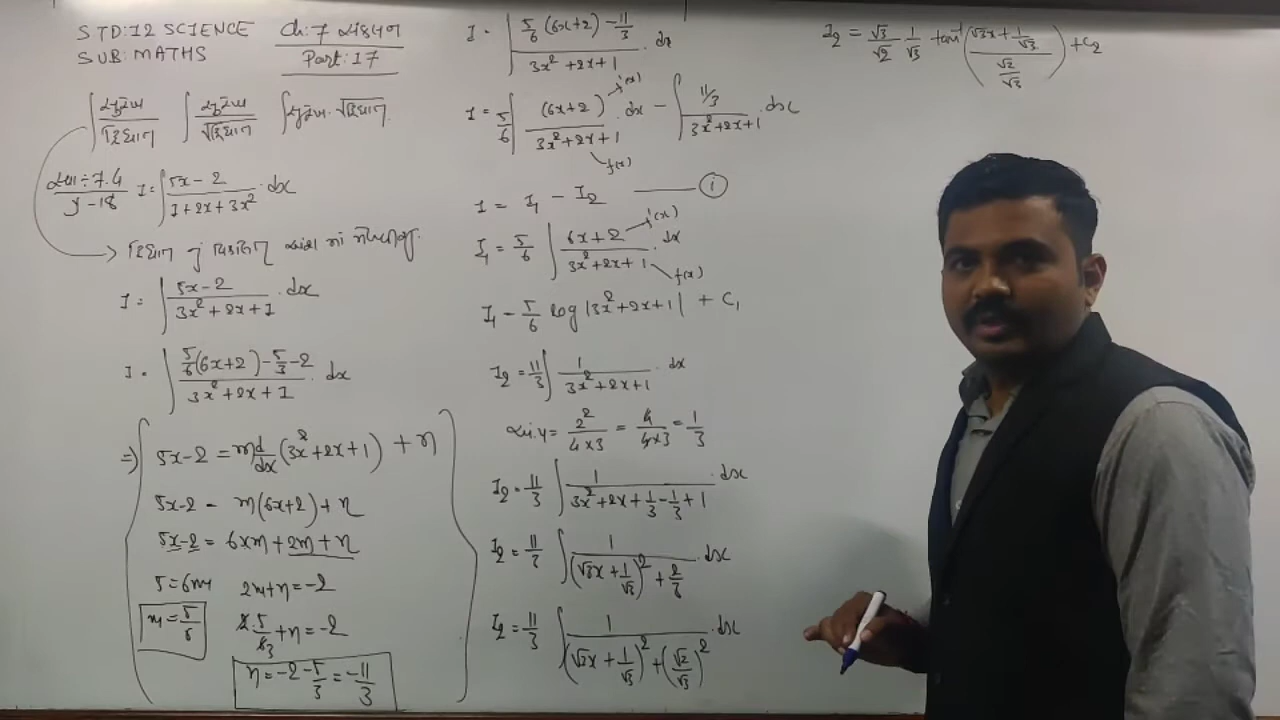 STD:12 SCIENCE
SUB: MATHS
Ch:7 સંકલન
Part:17
∫ સુરેખ/દ્વિઘાત ∫ સુરેખ/√દ્વિઘાત ∫ સુરેખ·√દ્વિઘાત
સ્વા÷7.4/y-18 I = ∫ (5x-2)/(1+2x+3x²) · dx
દ્વિઘાત નું વિકલિત અંશ માં મેળવવું.
I = ∫ (5x-2)/(3x²+2x+1) · dx
I = ∫ (5/6(6x+2) - 5/3 - 2)/(3x²+2x+1) · dx
⇒ 5x-2 = m d/dx (3x²+2x+1) + n
5x-2 = m(6x+2) + n
5x-2 = 6xm + 2m + n
5 = 6m 2m+n = -2
m = 5/6 2·5/6 3 + n = -2
n = -2 - 5/3 = -11/3
I = ∫ (5/6 (6x+2) - 11/3)/(3x²+2x+1) · dx
I = 5/6 ∫ (6x+2)/(3x²+2x+1) · dx - ∫ (11/3)/(3x²+2x+1) · dx
f'(x)
f(x)
I = I₁ - I₂ —— (i)
I₁ = 5/6 ∫ (6x+2)/(3x²+2x+1) · dx
f'(x)
f(x)
I₁ = 5/6 log |3x²+2x+1| + C₁
I₂ = 11/3 ∫ 1/(3x²+2x+1) · dx
= 2²/(4×3) = 4/(4×3) = 1/3
I₂ = 11/3 ∫ 1/(3x²+2x+1/3-1/3+1) · dx
I₂ = 11/3 ∫ 1/((√3x+1/√3)² + 2/3) · dx
I₂ = 11/3 ∫ 1/((√3x + 1/√3)² + (√2/√3)²) · dx
I₂ = √3/√2 1/√3 tan⁻¹((√3x+1/√3)/(√2/√3)) + C₂